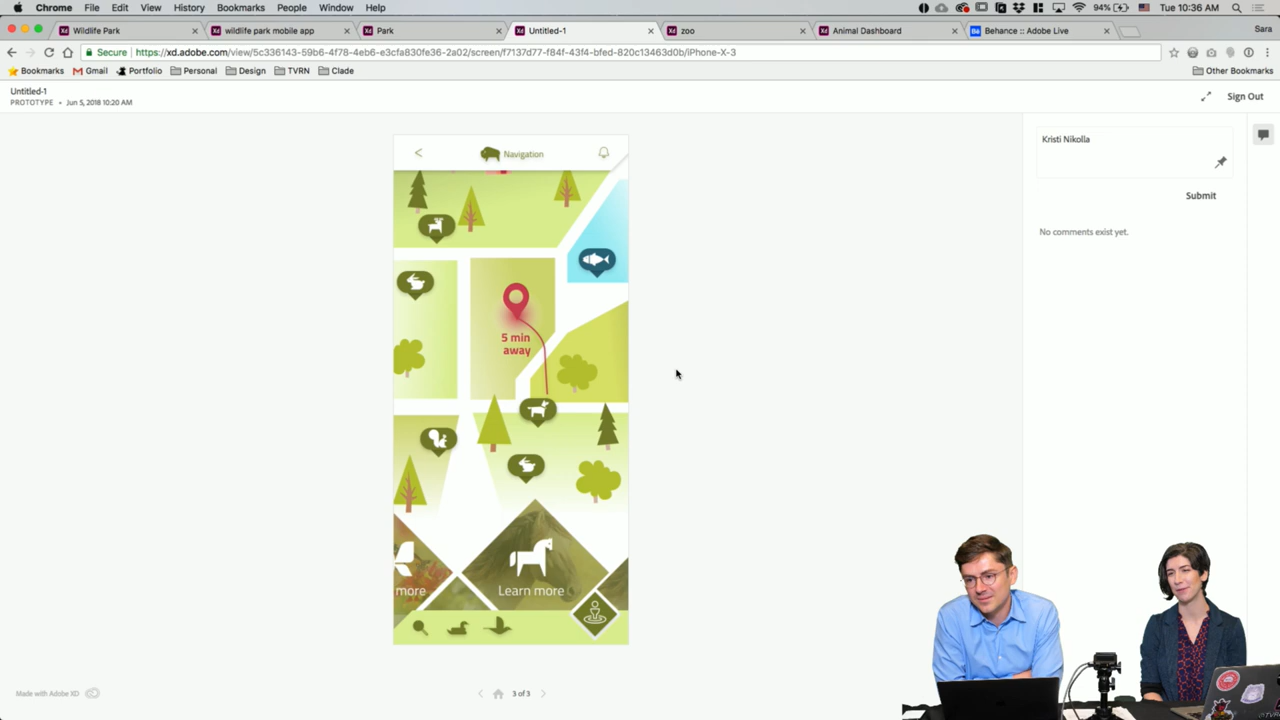 Chrome File Edit View History Bookmarks People Window Help 94% Tue 10:36 AM
Wildlife Park wildlife park mobile app Park Untitled-1 zoo Animal Dashboard Behance :: Adobe Live Sara
Secure https://xd.adobe.com/view/5c336143-59b6-4f78-4eb6-e3cfa830fe36-2a02/screen/f7137d77-f84f-43f4-bfed-820c13463d0b/iPhone-X-3
Bookmarks Gmail Portfolio Personal Design TVRN Clade Other Bookmarks
Untitled-1
PROTOTYPE • Jun 5, 2018 10:20 AM
Sign Out
< Navigation
Kristi Nikolla
Submit
No comments exist yet.
5 min
away
more
Learn more
Made with Adobe XD
3 of 3